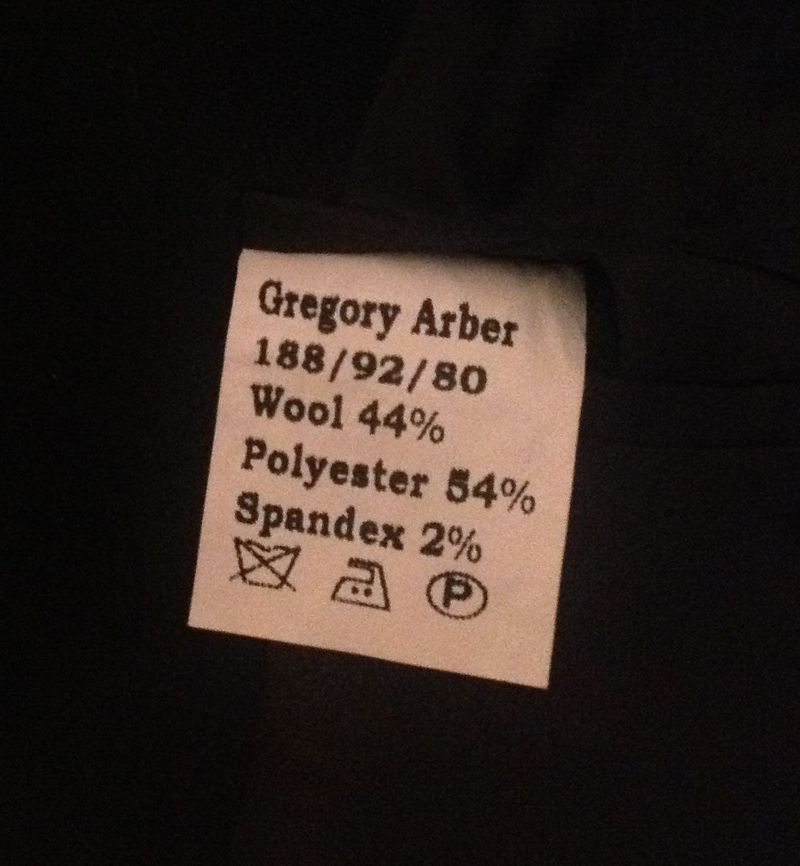 Gregory Arber
188/92/80
Wool 44%
Polyester 54%
Spandex 2%
P